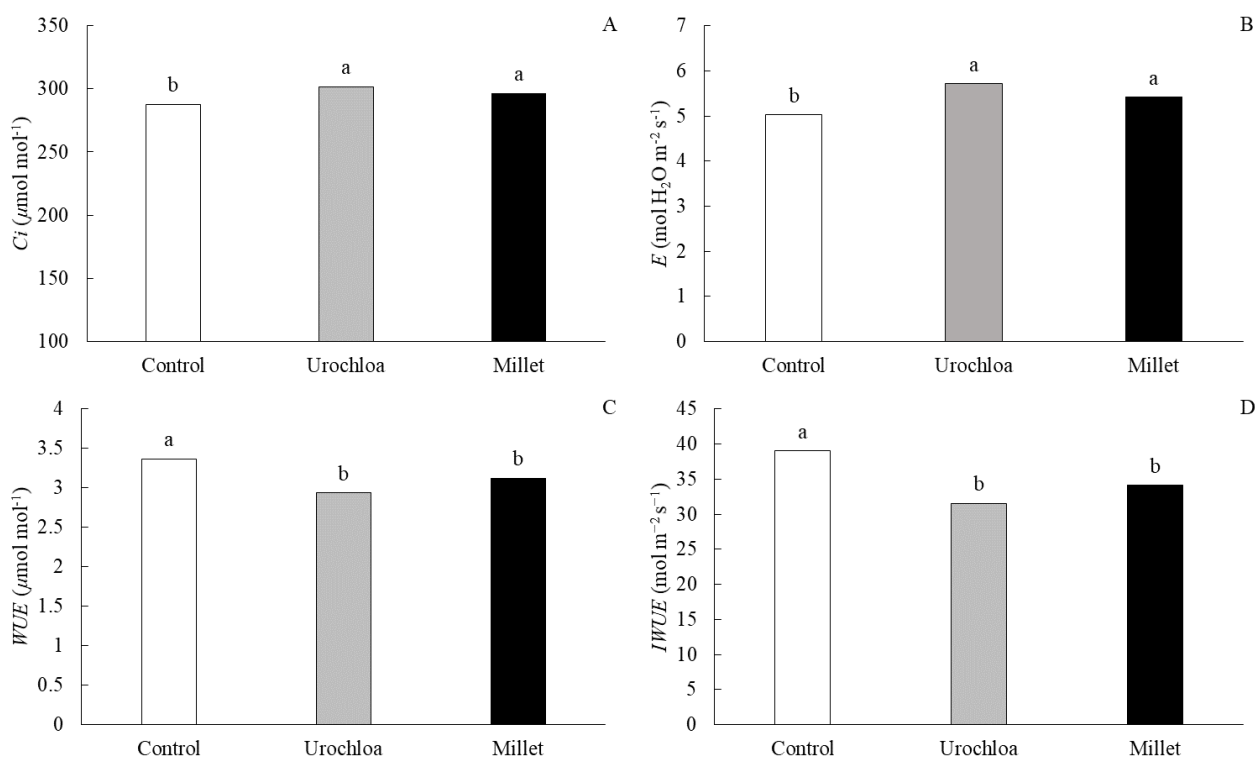 A
350
300
250
200
150
100
Ci (µmol mol⁻¹)
b
a
a
Control Urochloa Millet
B
7
6
5
4
3
2
1
0
E (mol H₂O m⁻² s⁻¹)
b
a
a
Control Urochloa Millet
C
4
3.5
3
2.5
2
1.5
1
0.5
0
WUE (µmol mol⁻¹)
a
b
b
Control Urochloa Millet
D
45
40
35
30
25
20
15
10
5
0
IWUE (mol m⁻² s⁻¹)
a
b
b
Control Urochloa Millet